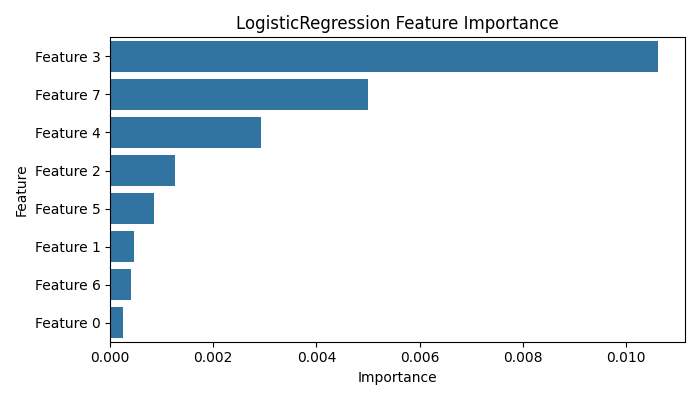 LogisticRegression Feature Importance
Feature 3
Feature 7
Feature 4
Feature 2
Feature 5
Feature 1
Feature 6
Feature 0
Feature
0.000 0.002 0.004 0.006 0.008 0.010
Importance